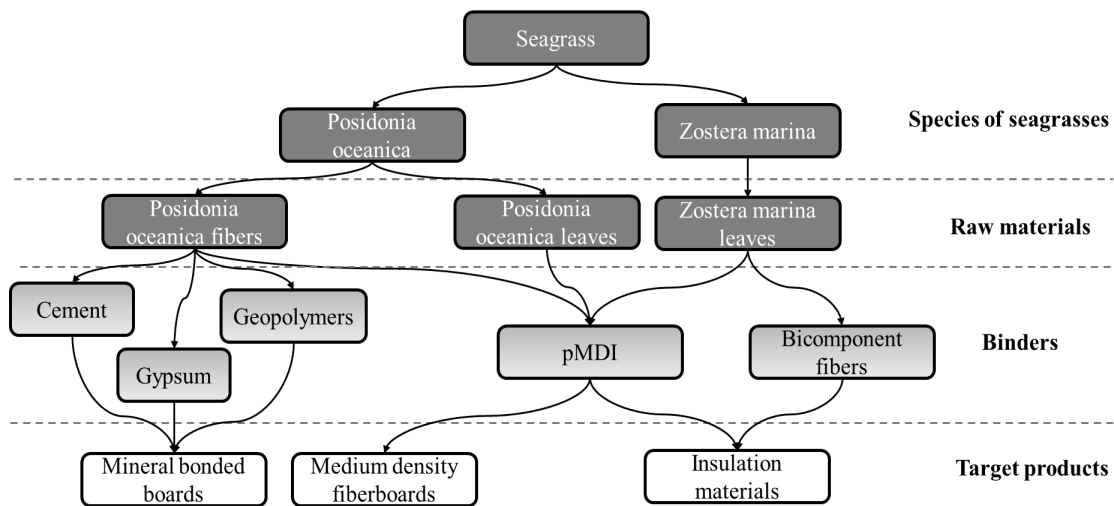 Seagrass
Posidonia
oceanica
Zostera marina
Species of seagrasses
Posidonia
oceanica fibers
Posidonia
oceanica leaves
Zostera marina
leaves
Raw materials
Cement
Geopolymers
Gypsum
pMDI
Bicomponent
fibers
Binders
Mineral bonded
boards
Medium density
fiberboards
Insulation
materials
Target products